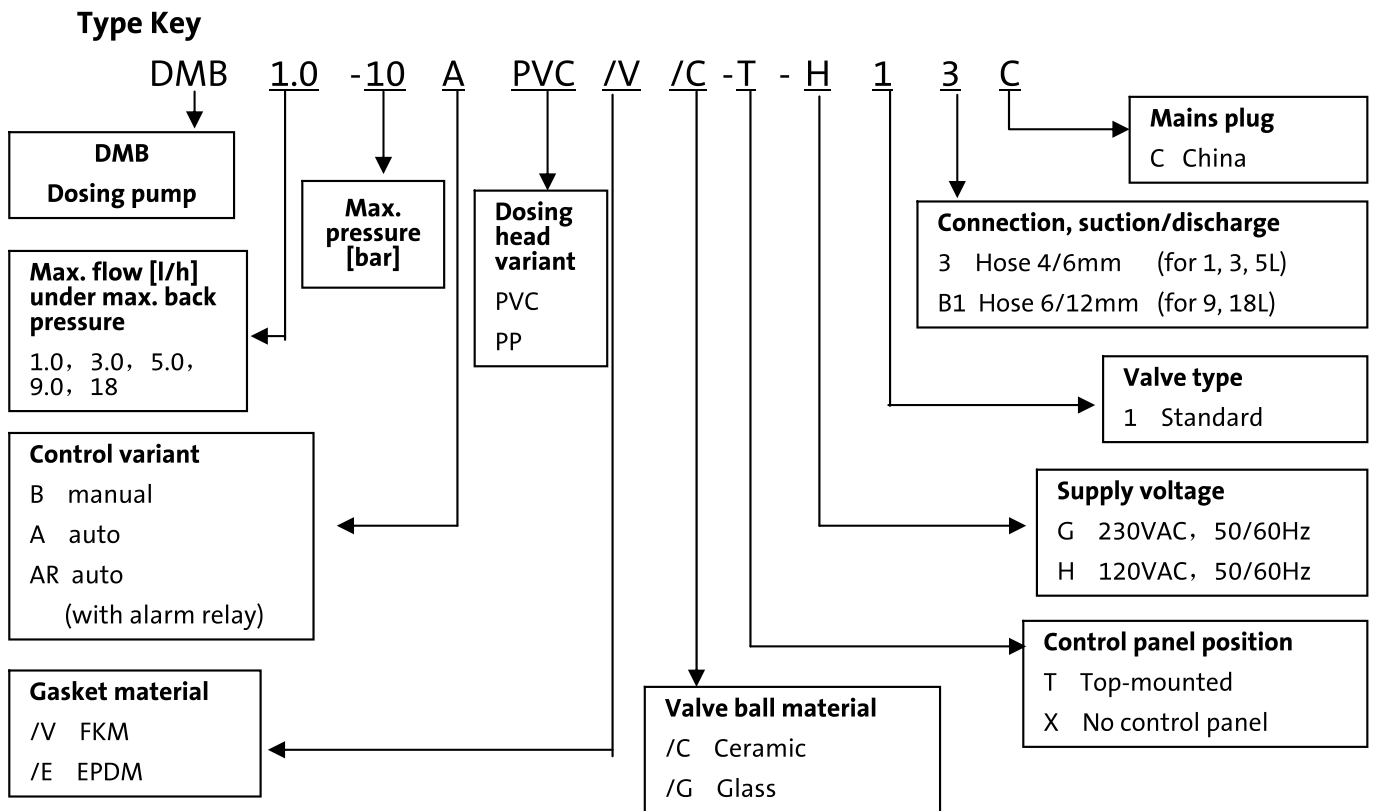 Type Key
DMB 1.0 -10 A PVC /V /C -T - H 1 3 C
DMB
Dosing pump
Max. flow [l/h]
under max. back
pressure
1.0，3.0，5.0，
9.0，18
Max.
pressure
[bar]
Dosing
head
variant
PVC
PP
Control variant
B manual
A auto
AR auto
(with alarm relay)
Gasket material
/V FKM
/E EPDM
Valve ball material
/C Ceramic
/G Glass
Mains plug
C China
Connection, suction/discharge
3 Hose 4/6mm (for 1, 3, 5L)
B1 Hose 6/12mm (for 9, 18L)
Valve type
1 Standard
Supply voltage
G 230VAC，50/60Hz
H 120VAC，50/60Hz
Control panel position
T Top-mounted
X No control panel